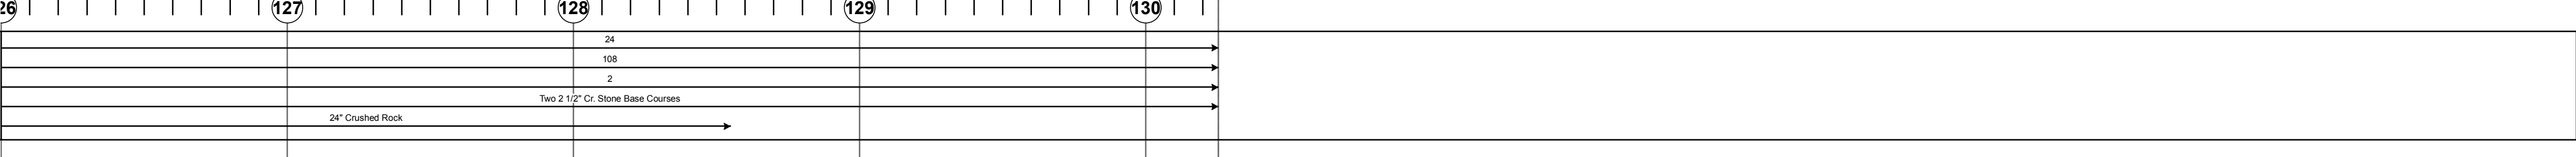 26 127 128 129 130
24
108
2
Two 2 1/2" Cr. Stone Base Courses
24" Crushed Rock